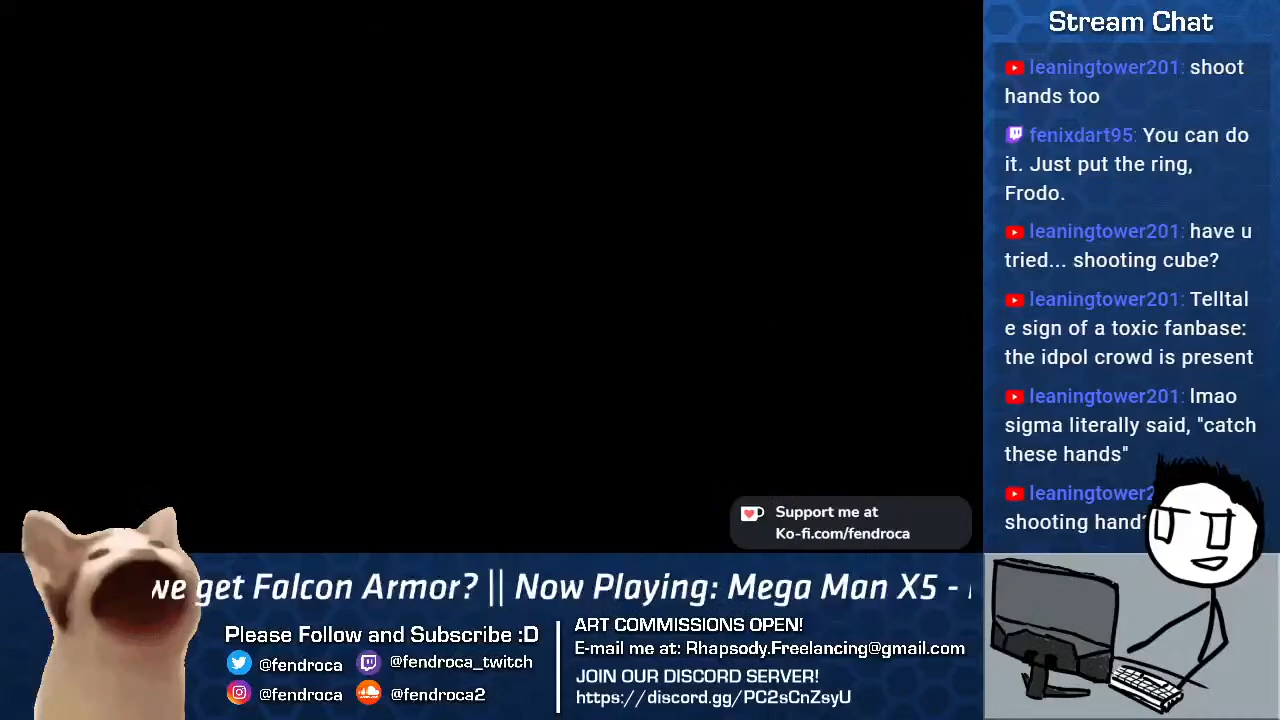 Stream Chat
leaningtower201: shoot
hands too
fenixdart95: You can do
it. Just put the ring,
Frodo.
leaningtower201: have u
tried... shooting cube?
leaningtower201: Telltal
e sign of a toxic fanbase:
the idpol crowd is present
leaningtower201: lmao
sigma literally said, "catch
these hands"
leaningtower2
shooting hand?
Support me at
Ko-fi.com/fendroca
we get Falcon Armor? || Now Playing: Mega Man X5 -
Please Follow and Subscribe :D
@fendroca
@fendroca_twitch
@fendroca
@fendroca2
ART COMMISSIONS OPEN!
E-mail me at: Rhapsody.Freelancing@gmail.com
JOIN OUR DISCORD SERVER!
https://discord.gg/PC2sCnZsyU